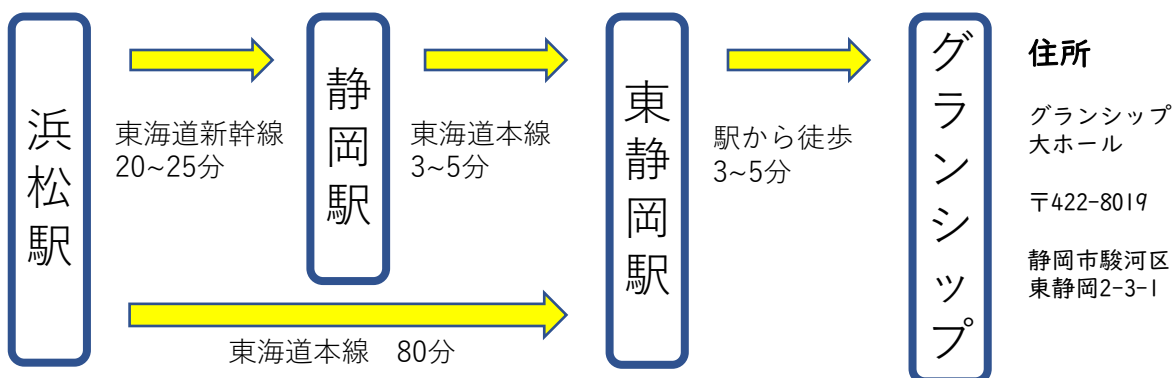 浜松駅
東海道新幹線
20~25分
静岡駅
東海道本線
3~5分
東静岡駅
駅から徒歩
3~5分
グランシップ
東海道本線　80分
住所
グランシップ
大ホール
〒422-8019
静岡市駿河区
東静岡2-3-1